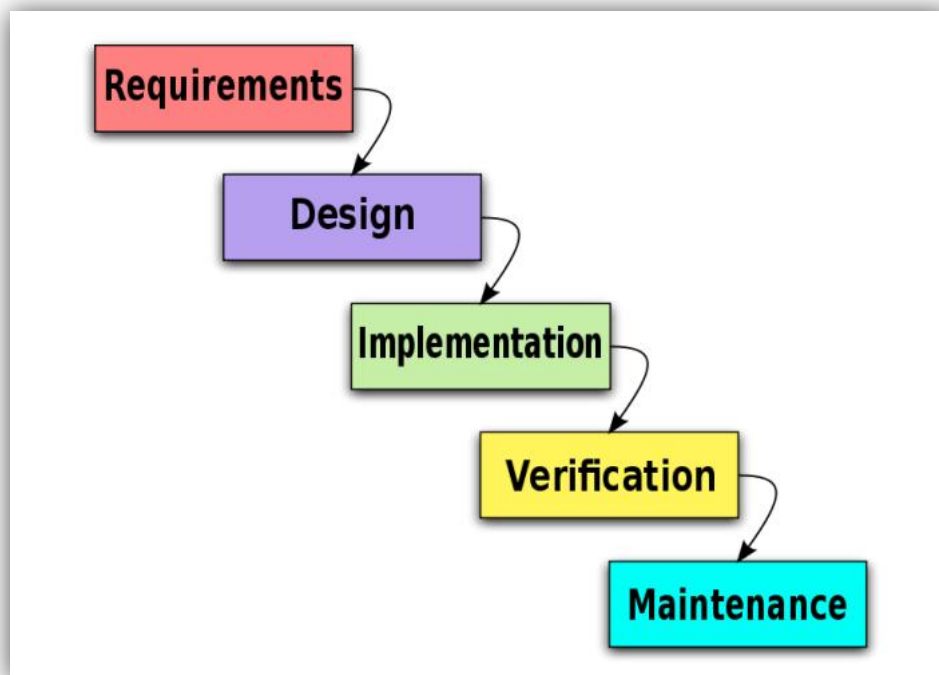 Requirements
Design
Implementation
Verification
Maintenance